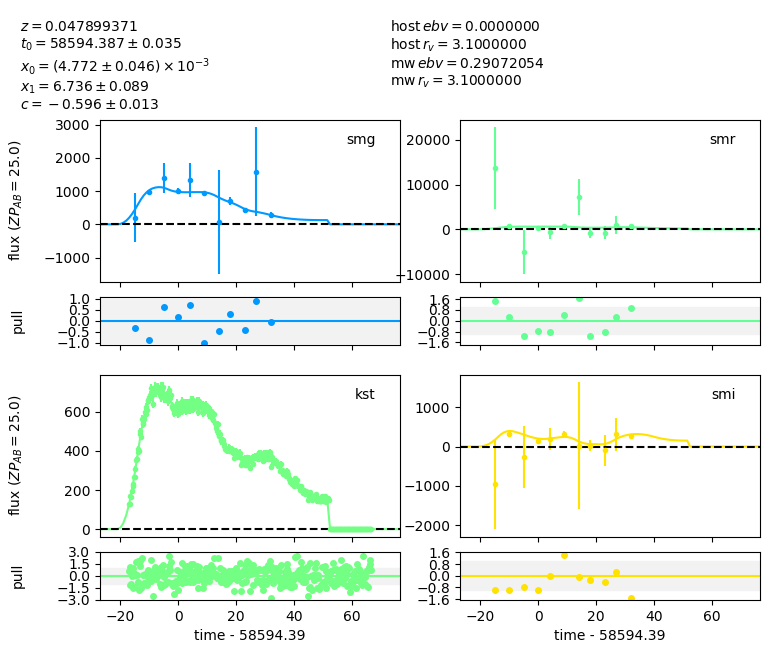 z = 0.047899371
t₀ = 58594.387 ± 0.035
x₀ = (4.772 ± 0.046) × 10⁻³
x₁ = 6.736 ± 0.089
c = −0.596 ± 0.013
host ebv = 0.0000000
host r_v = 3.1000000
mw ebv = 0.29072054
mw r_v = 3.1000000
flux (ZP_AB = 25.0)
3000
2000
1000
0
−1000
smg
20000
10000
0
−10000
smr
pull
1.0
0.5
0.0
−0.5
−1.0
1.6
0.8
0.0
−0.8
−1.6
flux (ZP_AB = 25.0)
600
400
200
0
kst
1000
0
−1000
−2000
smi
pull
3.0
1.5
0.0
−1.5
−3.0
−20 0 20 40 60
time - 58594.39
1.6
0.8
0.0
−0.8
−1.6
−20 0 20 40 60
time - 58594.39